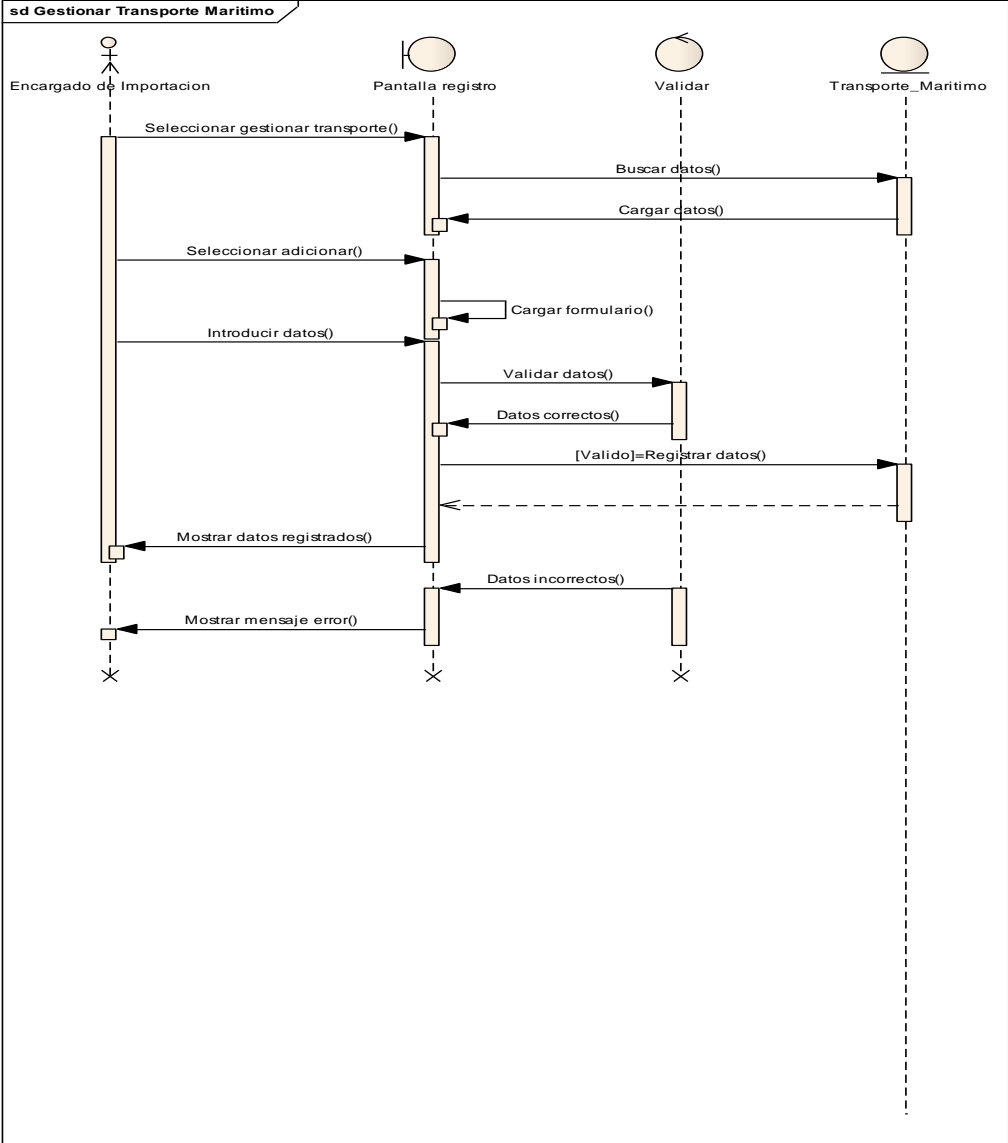 sd Gestionar Transporte Maritimo
Encargado de Importacion
Pantalla registro
Validar
Transporte_Maritimo
Seleccionar gestionar transporte()
Buscar datos()
Cargar datos()
Seleccionar adicionar()
Cargar formulario()
Introducir datos()
Validar datos()
Datos correctos()
[Valido]=Registrar datos()
Mostrar datos registrados()
Datos incorrectos()
Mostrar mensaje error()